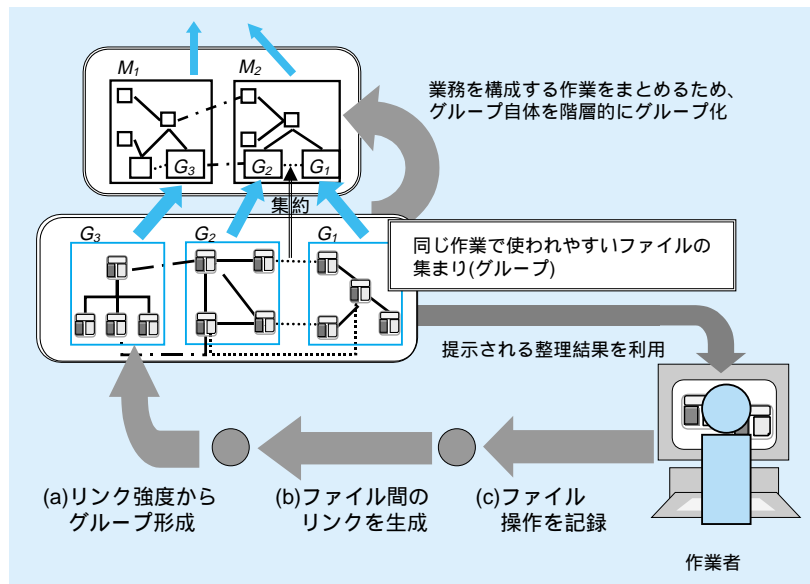 M1
M2
業務を構成する作業をまとめるため、
グループ自体を階層的にグループ化
G3
G2
G1
集約
G3
G2
G1
同じ作業で使われやすいファイルの
集まり(グループ)
提示される整理結果を利用
(a)リンク強度から
グループ形成
(b)ファイル間の
リンクを生成
(c)ファイル
操作を記録
作業者